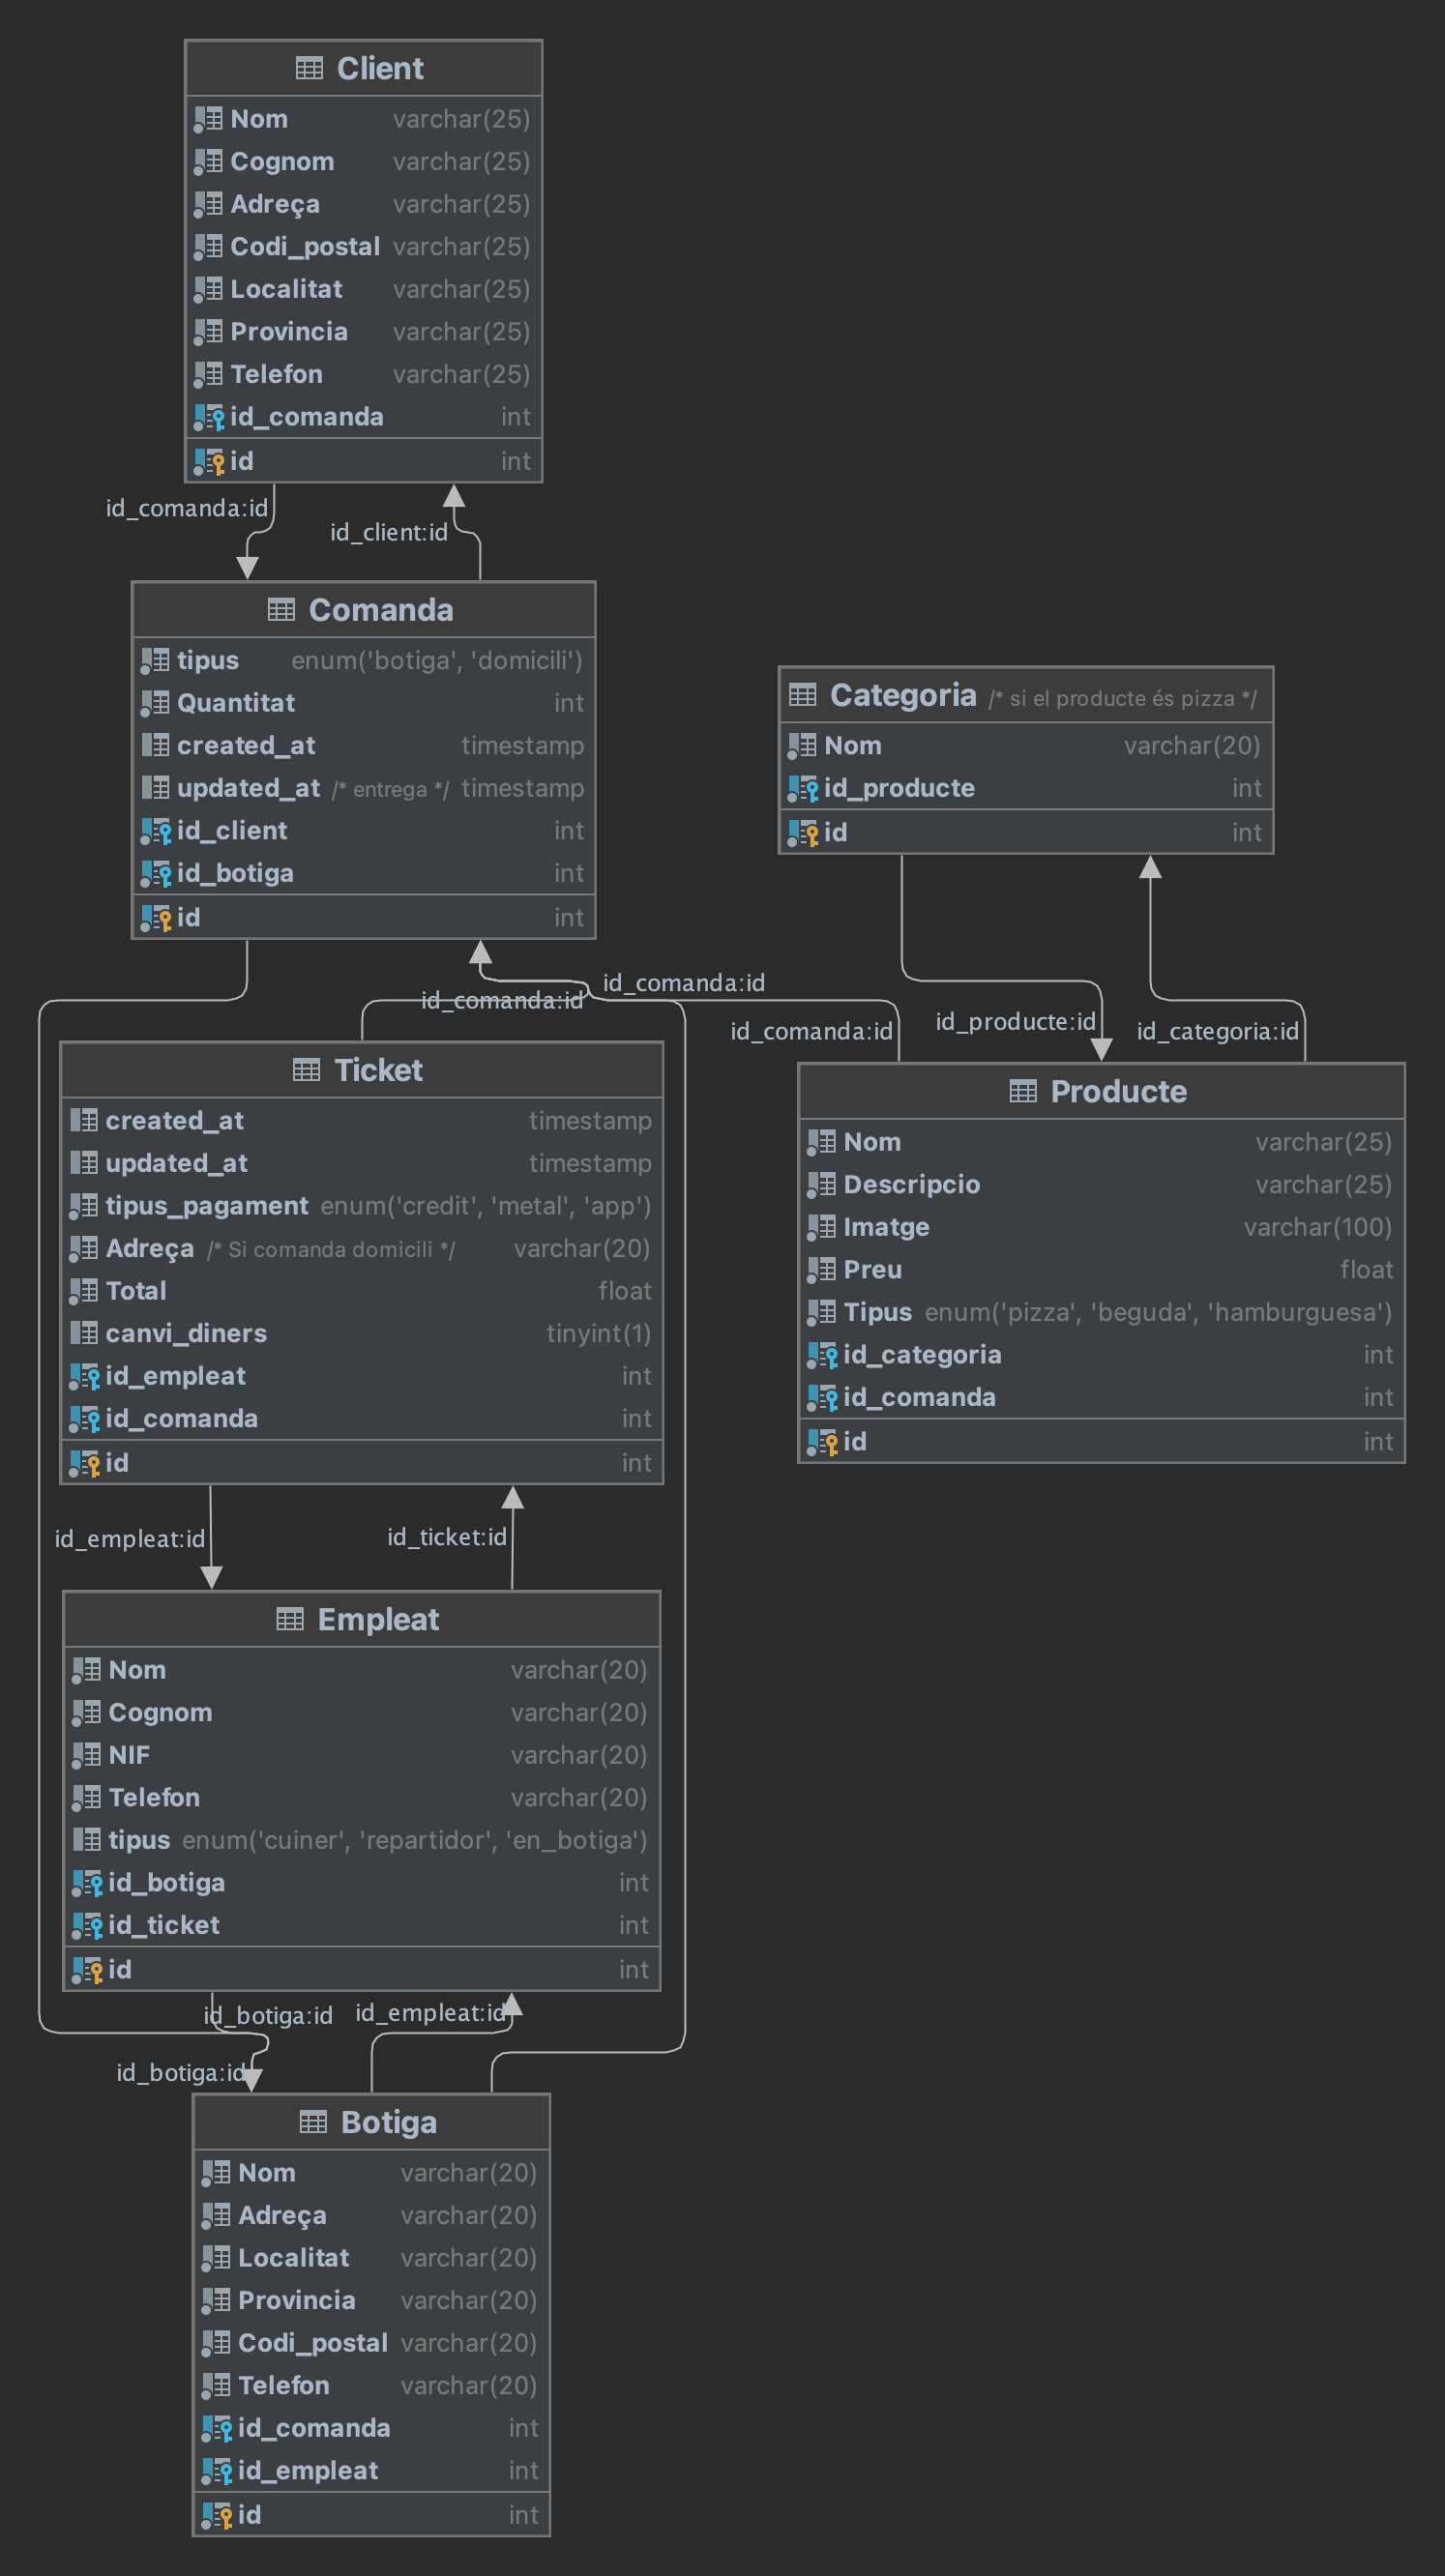 Client
Nom varchar(25)
Cognom varchar(25)
Adreça varchar(25)
Codi_postal varchar(25)
Localitat varchar(25)
Provincia varchar(25)
Telefon varchar(25)
id_comanda int
id int
id_comanda:id
id_client:id
Comanda
tipus enum('botiga', 'domicili')
Quantitat int
created_at timestamp
updated_at /* entrega */ timestamp
id_client int
id_botiga int
id int
Categoria /* si el producte és pizza */
Nom varchar(20)
id_producte int
id int
id_comanda:id
id_comanda:id
id_comanda:id
id_producte:id
id_categoria:id
Ticket
created_at timestamp
updated_at timestamp
tipus_pagament enum('credit', 'metal', 'app')
Adreça /* Si comanda domicili */ varchar(20)
Total float
canvi_diners tinyint(1)
id_empleat int
id_comanda int
id int
Producte
Nom varchar(25)
Descripcio varchar(25)
Imatge varchar(100)
Preu float
Tipus enum('pizza', 'beguda', 'hamburguesa')
id_categoria int
id_comanda int
id int
id_empleat:id
id_ticket:id
Empleat
Nom varchar(20)
Cognom varchar(20)
NIF varchar(20)
Telefon varchar(20)
tipus enum('cuiner', 'repartidor', 'en_botiga')
id_botiga int
id_ticket int
id int
id_botiga:id
id_empleat:id
id_botiga:id
Botiga
Nom varchar(20)
Adreça varchar(20)
Localitat varchar(20)
Provincia varchar(20)
Codi_postal varchar(20)
Telefon varchar(20)
id_comanda int
id_empleat int
id int